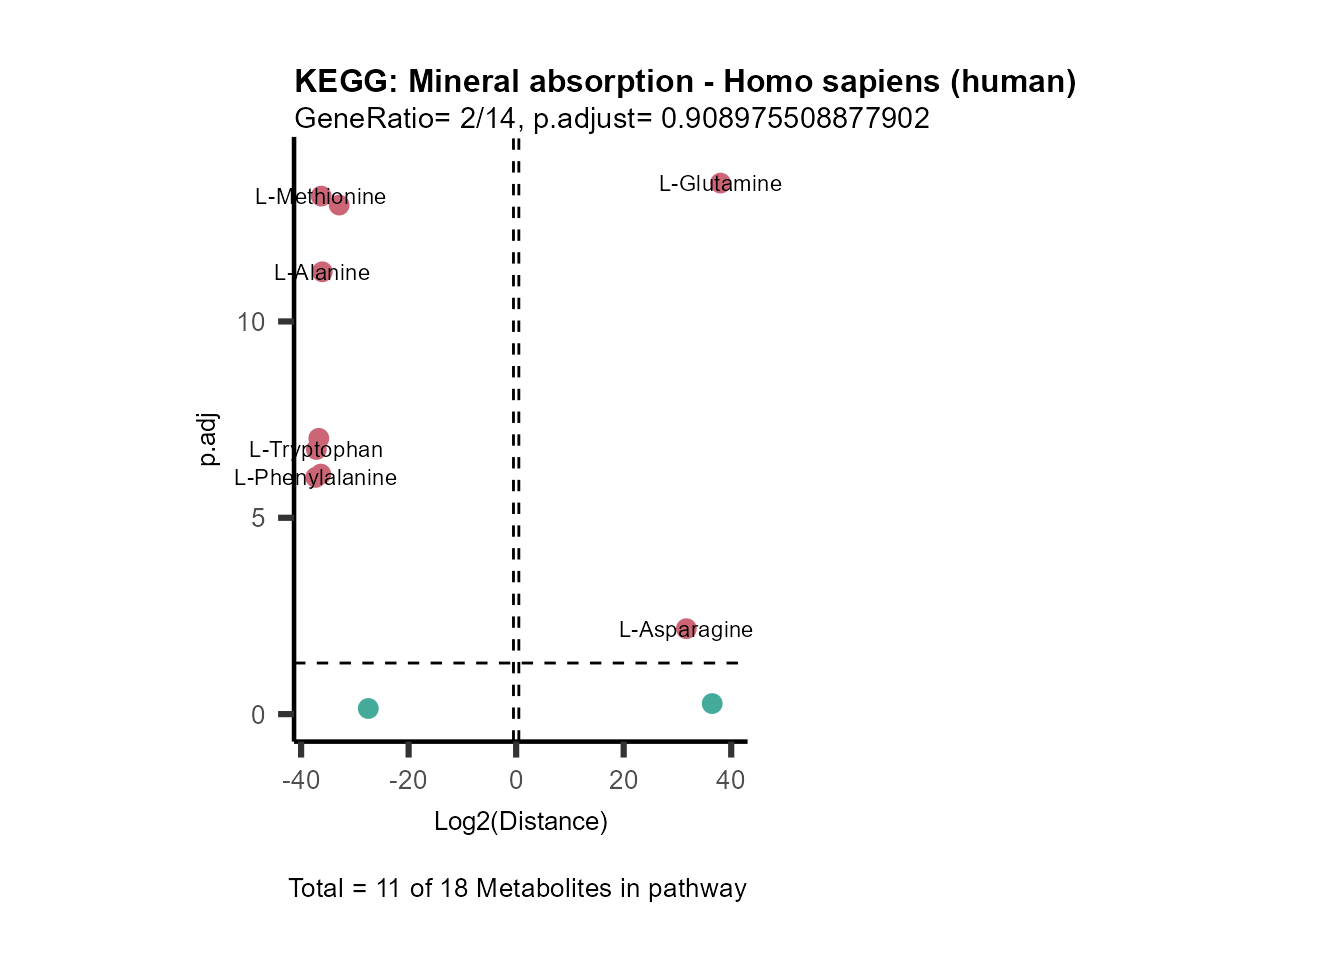 KEGG: Mineral absorption - Homo sapiens (human)
GeneRatio= 2/14, p.adjust= 0.908975508877902
L-Glutamine
L-Methionine
L-Alanine
10
p.adj
L-Tryptophan
L-Phenylalanine
5
L-Asparagine
0
-40 -20 0 20 40
Log2(Distance)
Total = 11 of 18 Metabolites in pathway